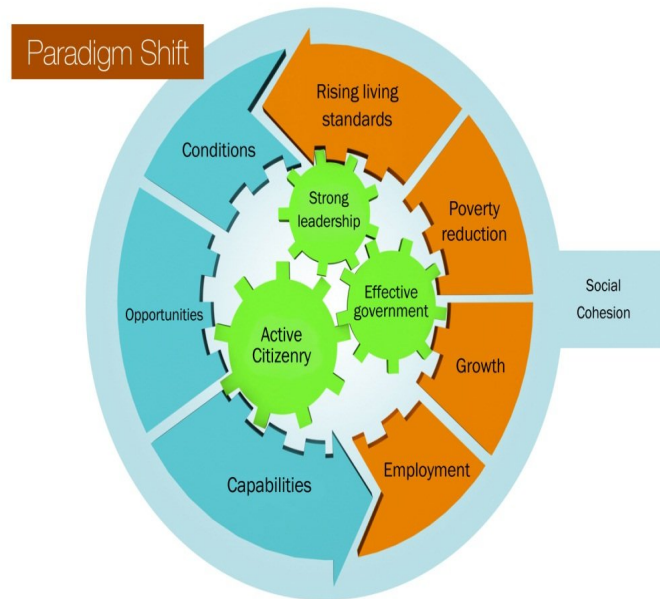 Paradigm Shift
Rising living
standards
Conditions
Strong
leadership
Poverty
reduction
Effective
government
Social
Cohesion
Opportunities
Active
Citizenry
Growth
Employment
Capabilities